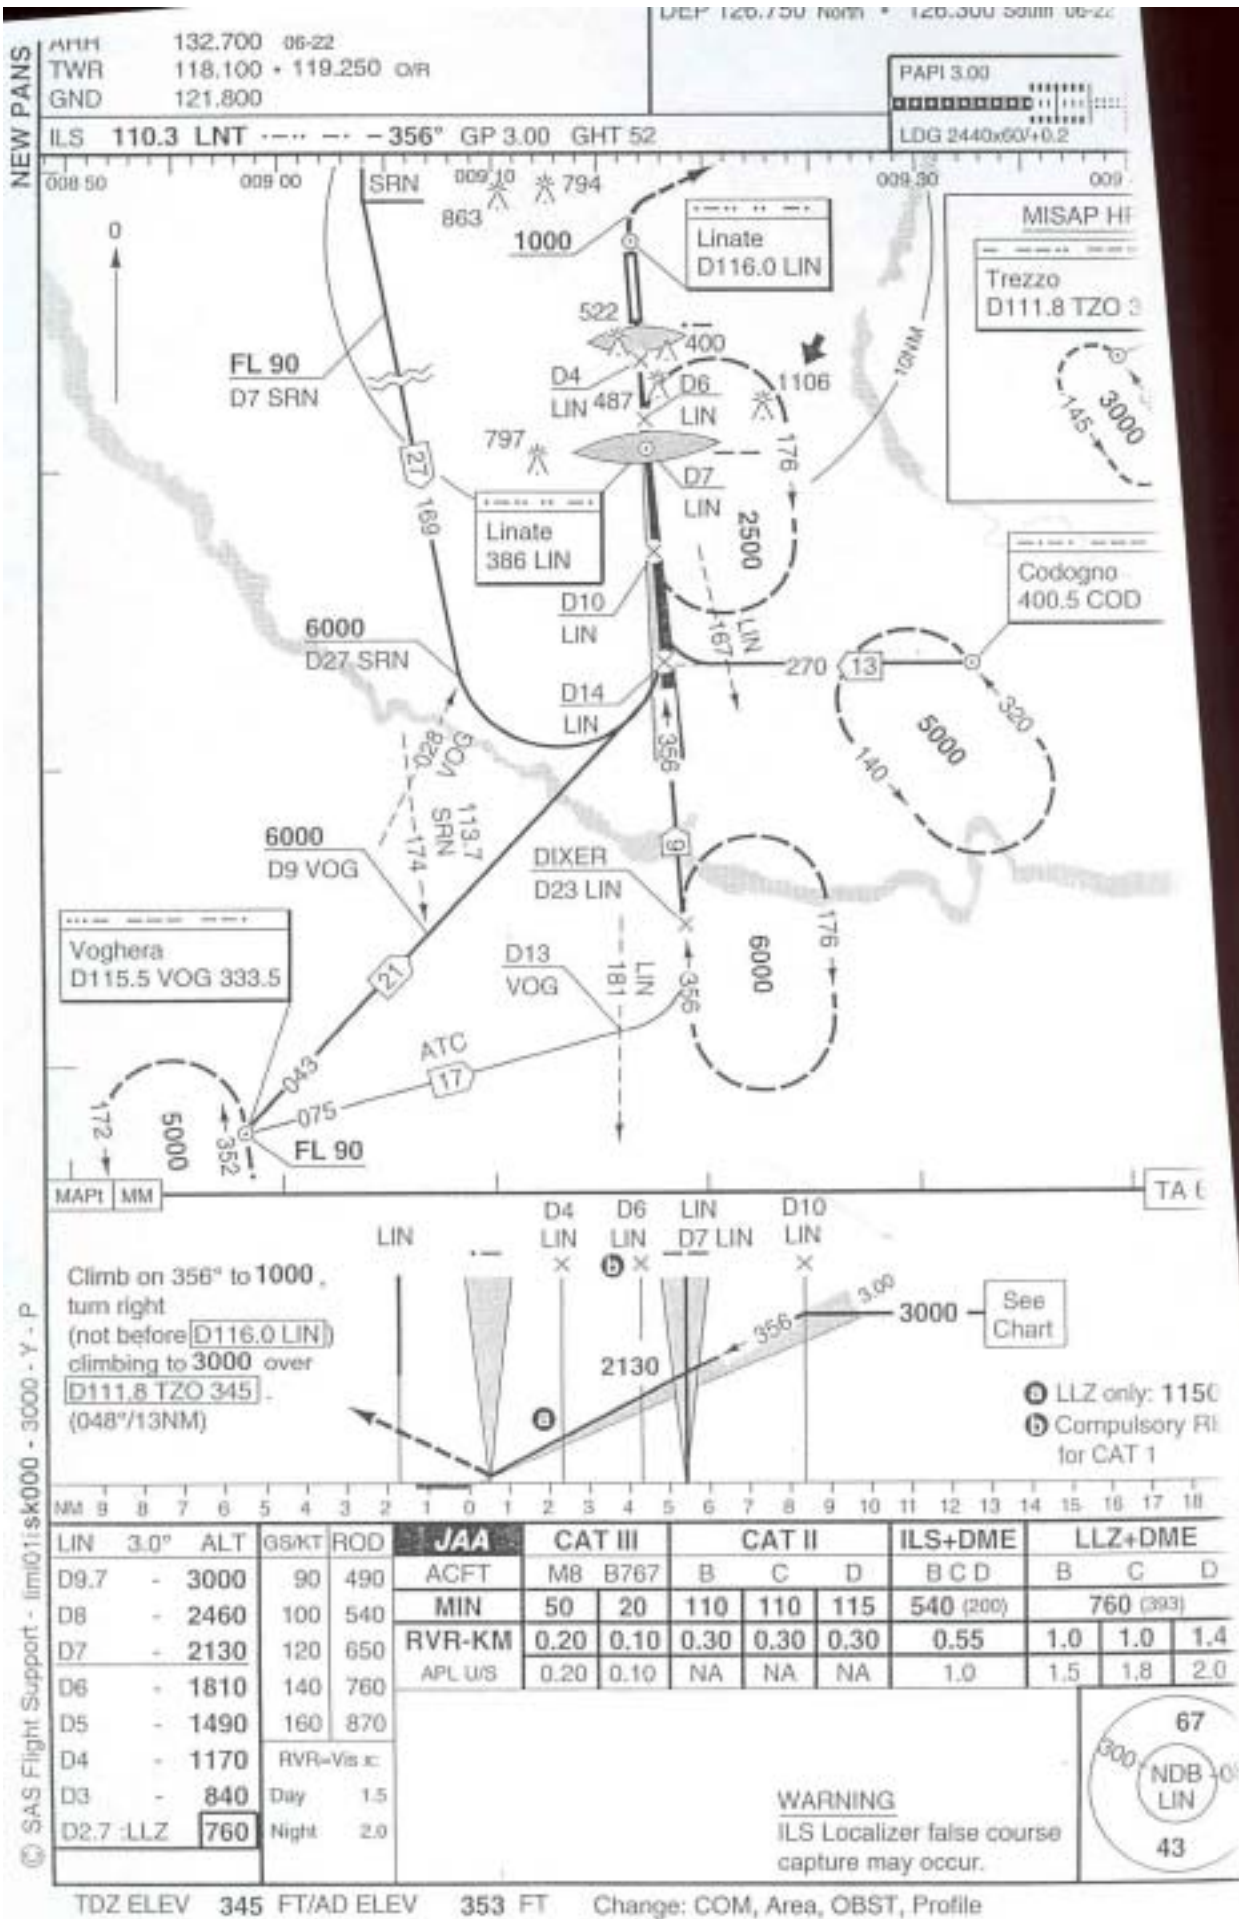 DEP 126.750 North • 126.300 South 06-22
ARR 132.700 06-22
TWR 118.100 • 119.250 O/R
GND 121.800
PAPI 3.00
LDG 2440x60/+0.2
ILS 110.3 LNT 356° GP 3.00 GHT 52
NEW PANS
008 50
009 00
SRN
009 10
863
794
009 30
009
0
1000
Linate
D116.0 LIN
MISAP
Trezzo
D111.8 TZO 3
3000
145
522
400
D4
LIN
487
D6
LIN
1106
10NM
FL 90
D7 SRN
27
169
797
D7
LIN
176
2500
Linate
386 LIN
D10
LIN
Codogno
400.5 COD
6000
D27 SRN
LIN
167
270
13
320
5000
140
D14
LIN
356
028
VOG
113.7
SRN
174
6000
D9 VOG
9
DIXER
D23 LIN
176
6000
356
Voghera
D115.5 VOG 333.5
21
D13
VOG
LIN
181
043
ATC
17
075
172
5000
352
FL 90
MAPt MM
TA
LIN
D4
LIN
D6
LIN
LIN
D7 LIN
D10
LIN
b
Climb on 356° to 1000,
turn right
(not before D116.0 LIN)
climbing to 3000 over
D111.8 TZO 345.
(048°/13NM)
3.00
356
3000
See
Chart
2130
a
a LLZ only: 1150
b Compulsory
for CAT 1
NM 9 8 7 6 5 4 3 2 1 0 1 2 3 4 5 6 7 8 9 10 11 12 13 14 15 16 17 18
LIN 3.0° ALT GS/KT ROD JAA CAT III CAT II ILS+DME LLZ+DME
D9.7 - 3000 90 490 ACFT M8 B767 B C D B C D B C D
D8 - 2460 100 540 MIN 50 20 110 110 115 540 (200) 760 (393)
D7 - 2130 120 650 RVR-KM 0.20 0.10 0.30 0.30 0.30 0.55 1.0 1.0 1.4
D6 - 1810 140 760 APL U/S 0.20 0.10 NA NA NA 1.0 1.5 1.8 2.0
D5 - 1490 160 870
D4 - 1170 RVR=Vis x:
D3 - 840 Day 1.5
D2.7 :LLZ 760 Night 2.0
WARNING
ILS Localizer false course
capture may occur.
67
300
NDB
LIN
43
TDZ ELEV 345 FT/AD ELEV 353 FT Change: COM, Area, OBST, Profile
© SAS Flight Support - limi01isk000 - 3000 - Y - P